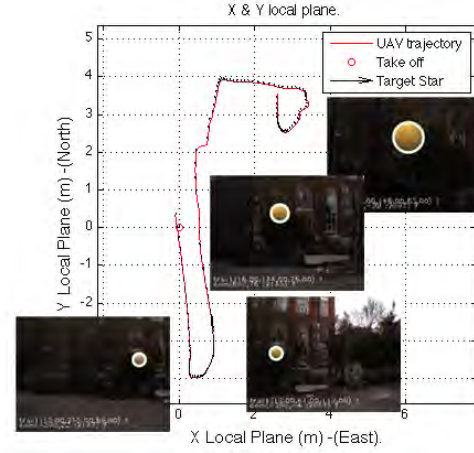 X & Y local plane.
UAV trajectory
Take off
Target Star
Y Local Plane (m) -(North)
5
4
3
2
1
0
-1
-2
0
2
4
6
X Local Plane (m) -(East).